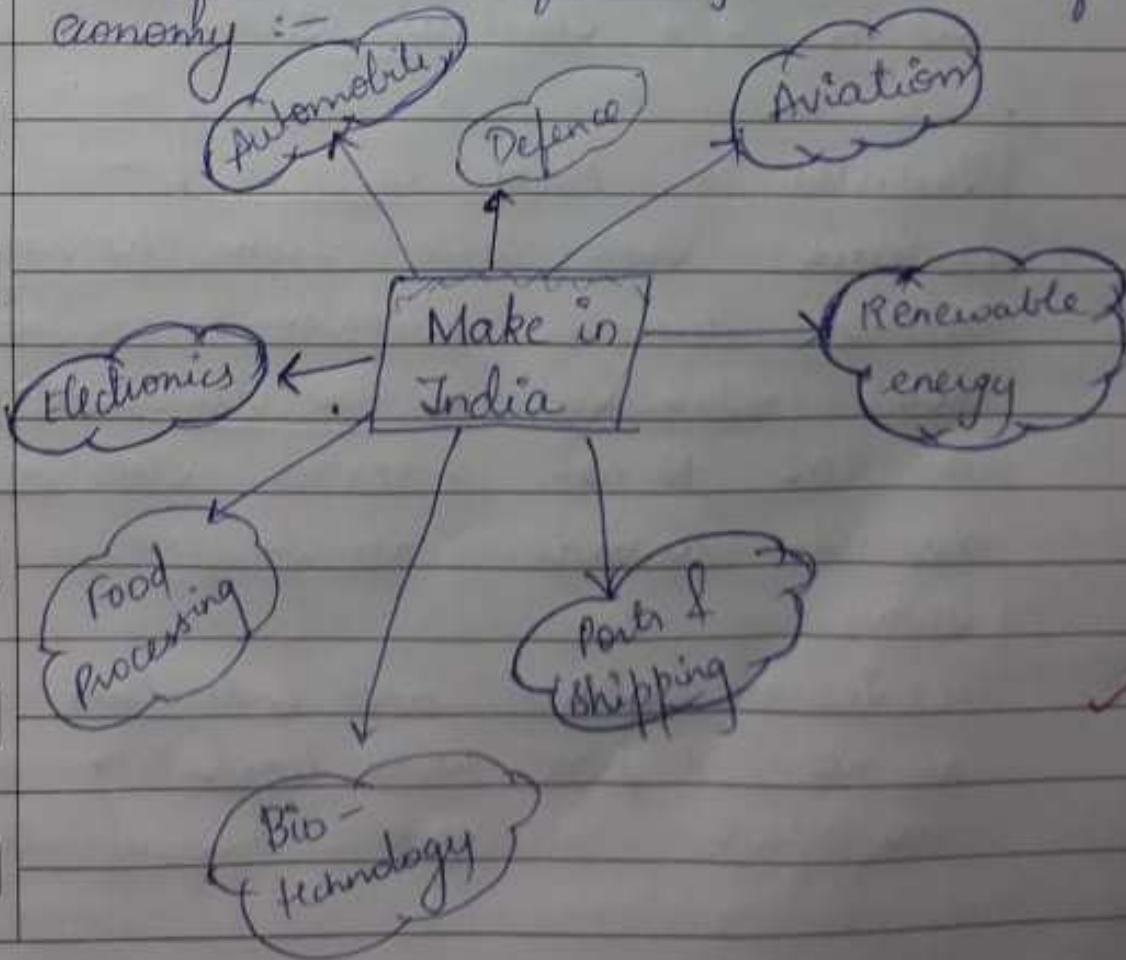 economy :-
Automobile
Defence
Aviation
Make in
India
Renewable
energy
Electronics
Food
Processing
Ports &
shipping
Bio-
technology